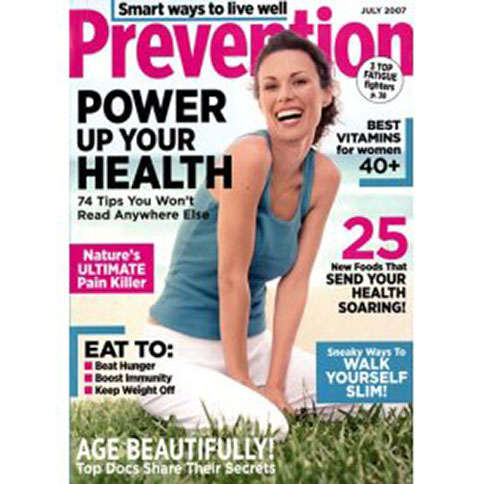 Smart ways to live well
JULY 2007
Prevention
3 TOP
FATIGUE
fighters
p. 38
POWER
UP YOUR
HEALTH
74 Tips You Won't
Read Anywhere Else
BEST
VITAMINS
for women
40+
Nature's
ULTIMATE
Pain Killer
25
New Foods That
SEND YOUR
HEALTH
SOARING!
EAT TO:
Beat Hunger
Boost Immunity
Keep Weight Off
Sneaky Ways To
WALK
YOURSELF
SLIM!
AGE BEAUTIFULLY!
Top Docs Share Their Secrets